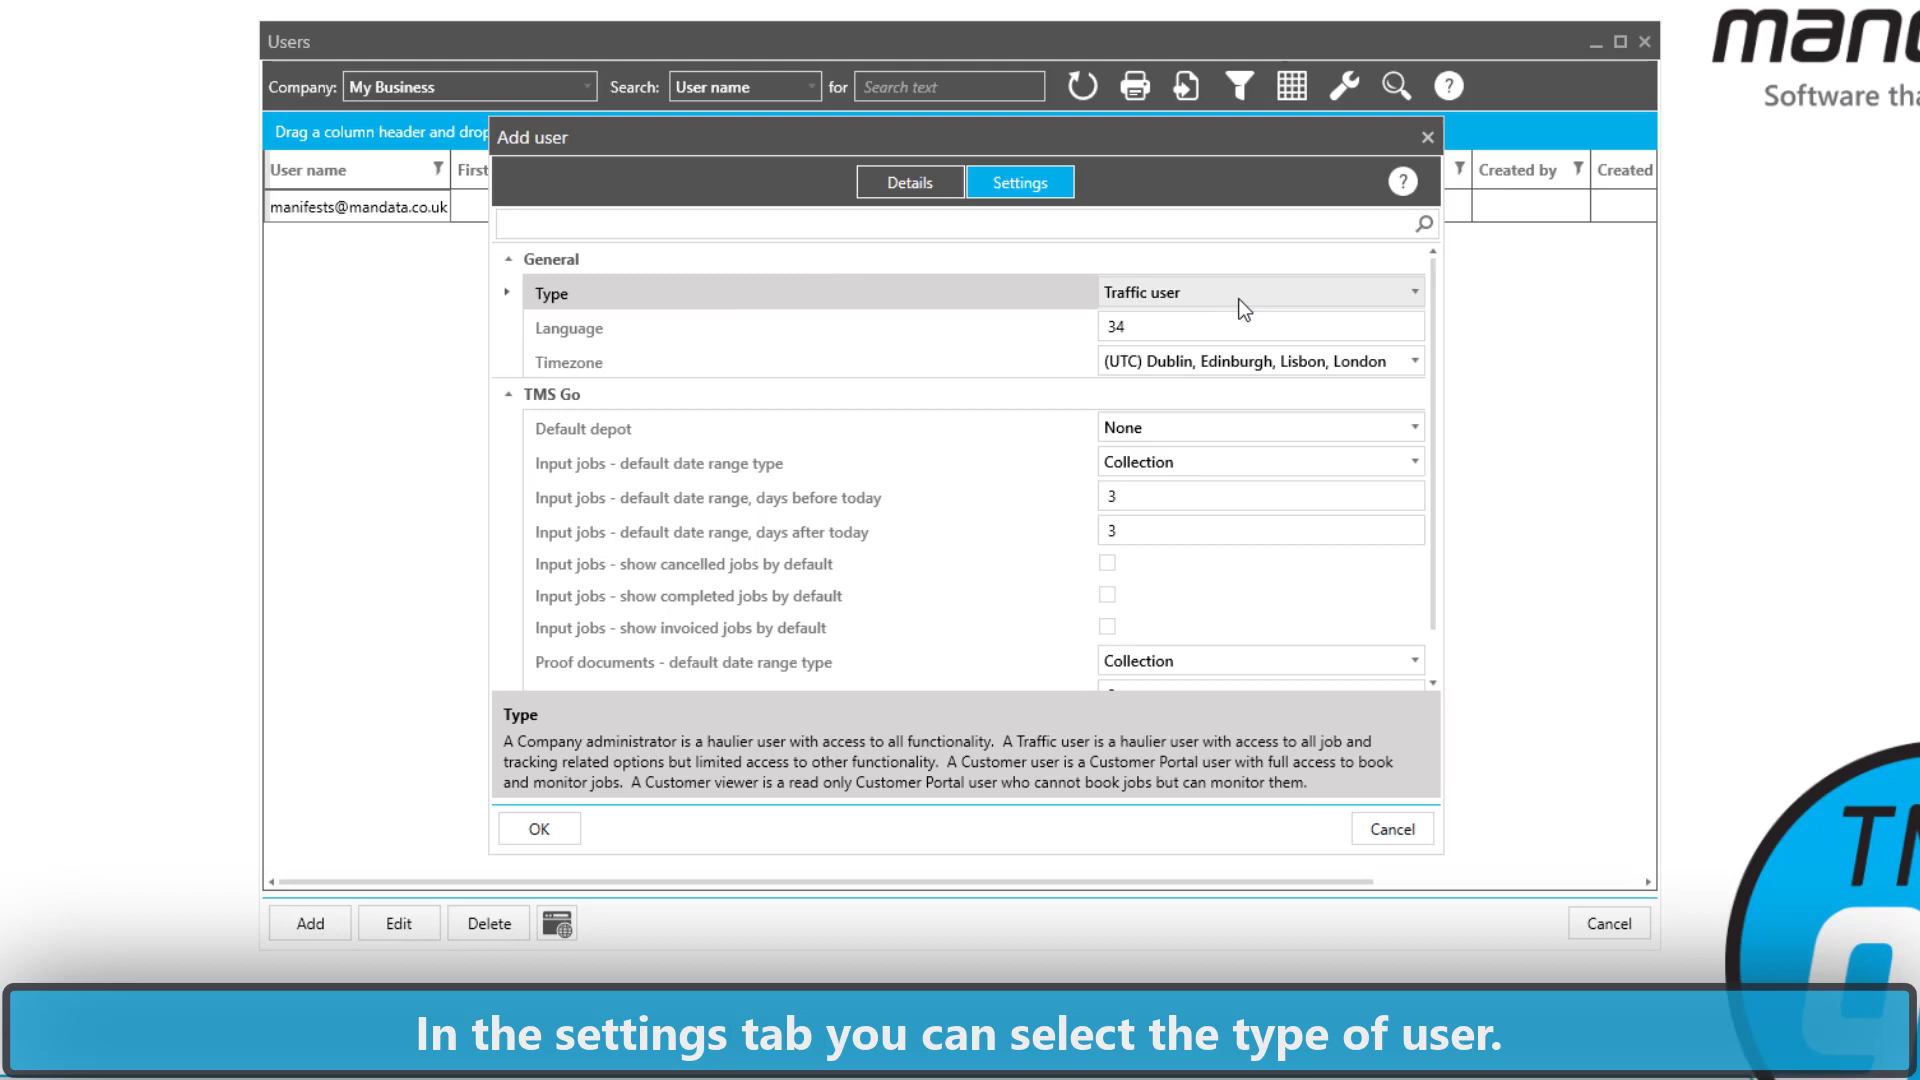 Users
Company: My Business Search: User name for Search text
?
Drag a column header and drop
User name First Created by Created
manifests@mandata.co.uk
Add user
Details Settings ?
General
Type Traffic user
Language 34
Timezone (UTC) Dublin, Edinburgh, Lisbon, London
TMS Go
Default depot None
Input jobs - default date range type Collection
Input jobs - default date range, days before today 3
Input jobs - default date range, days after today 3
Input jobs - show cancelled jobs by default
Input jobs - show completed jobs by default
Input jobs - show invoiced jobs by default
Proof documents - default date range type Collection
Type
A Company administrator is a haulier user with access to all functionality. A Traffic user is a haulier user with access to all job and
tracking related options but limited access to other functionality. A Customer user is a Customer Portal user with full access to book
and monitor jobs. A Customer viewer is a read only Customer Portal user who cannot book jobs but can monitor them.
OK Cancel
Add Edit Delete Cancel
In the settings tab you can select the type of user.
mand
Software tha
TM